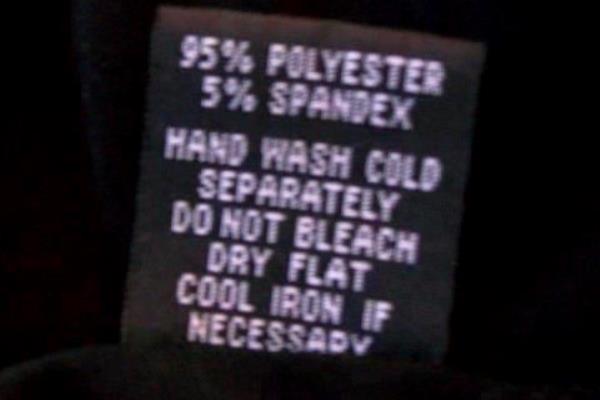 95% POLYESTER
5% SPANDEX
HAND WASH COLD
SEPARATELY
DO NOT BLEACH
DRY FLAT
COOL IRON IF
NECESSARY